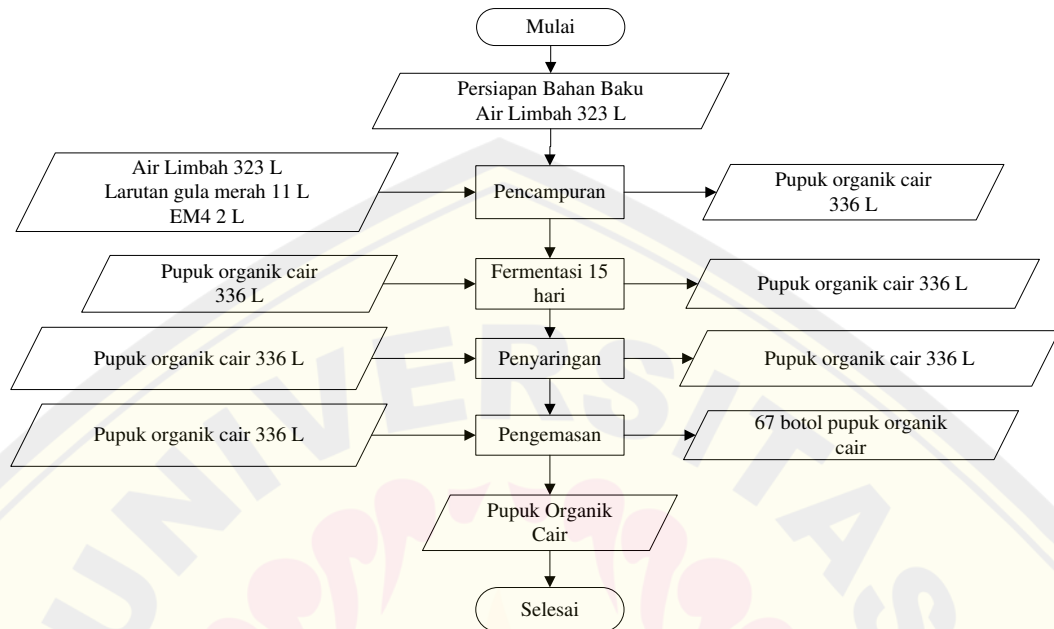 Mulai
Persiapan Bahan Baku
Air Limbah 323 L
Air Limbah 323 L
Larutan gula merah 11 L
EM4 2 L
Pencampuran
Pupuk organik cair
336 L
Pupuk organik cair
336 L
Fermentasi 15
hari
Pupuk organik cair 336 L
Pupuk organik cair 336 L
Penyaringan
Pupuk organik cair 336 L
Pupuk organik cair 336 L
Pengemasan
67 botol pupuk organik
cair
Pupuk Organik
Cair
Selesai
UNIVERSITAS